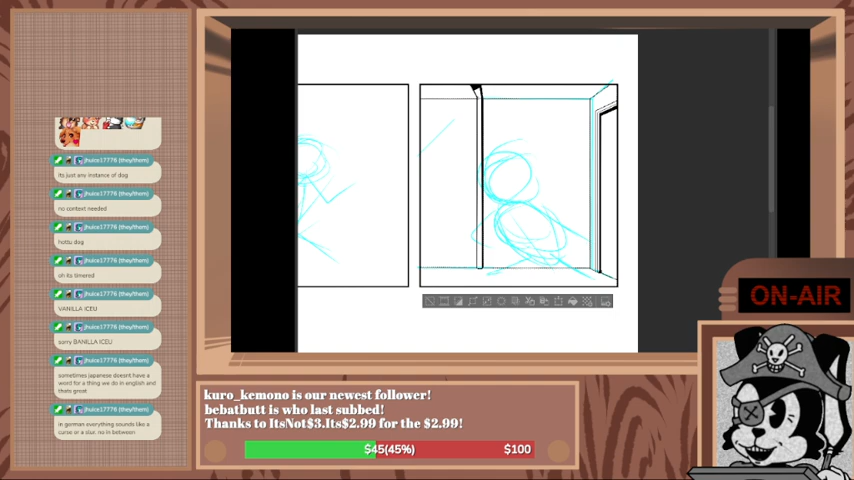 jhuice17776 (they/them)
its just any instance of dog
jhuice17776 (they/them)
no context needed
jhuice17776 (they/them)
hottu dog
jhuice17776 (they/them)
oh its timered
jhuice17776 (they/them)
VANILLA ICEU
jhuice17776 (they/them)
sorry BANILLA ICEU
jhuice17776 (they/them)
sometimes japanese doesnt have a
word for a thing we do in english and
thats great
jhuice17776 (they/them)
in german everything sounds like a
curse or a slur. no in between
ON-AIR
kuro_kemono is our newest follower!
bebatbutt is who last subbed!
Thanks to ItsNot$3.Its$2.99 for the $2.99!
$45(45%)
$100